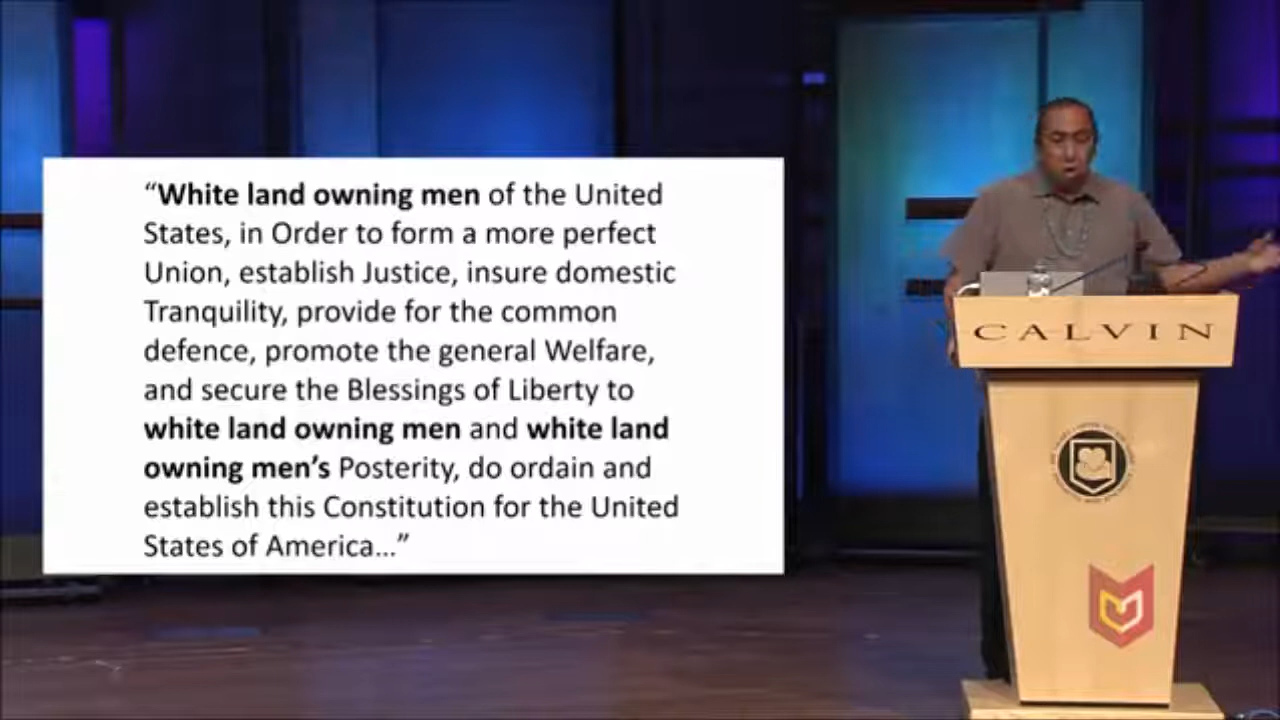 “White land owning men of the United
States, in Order to form a more perfect
Union, establish Justice, insure domestic
Tranquility, provide for the common
defence, promote the general Welfare,
and secure the Blessings of Liberty to
white land owning men and white land
owning men’s Posterity, do ordain and
establish this Constitution for the United
States of America...”
CALVIN